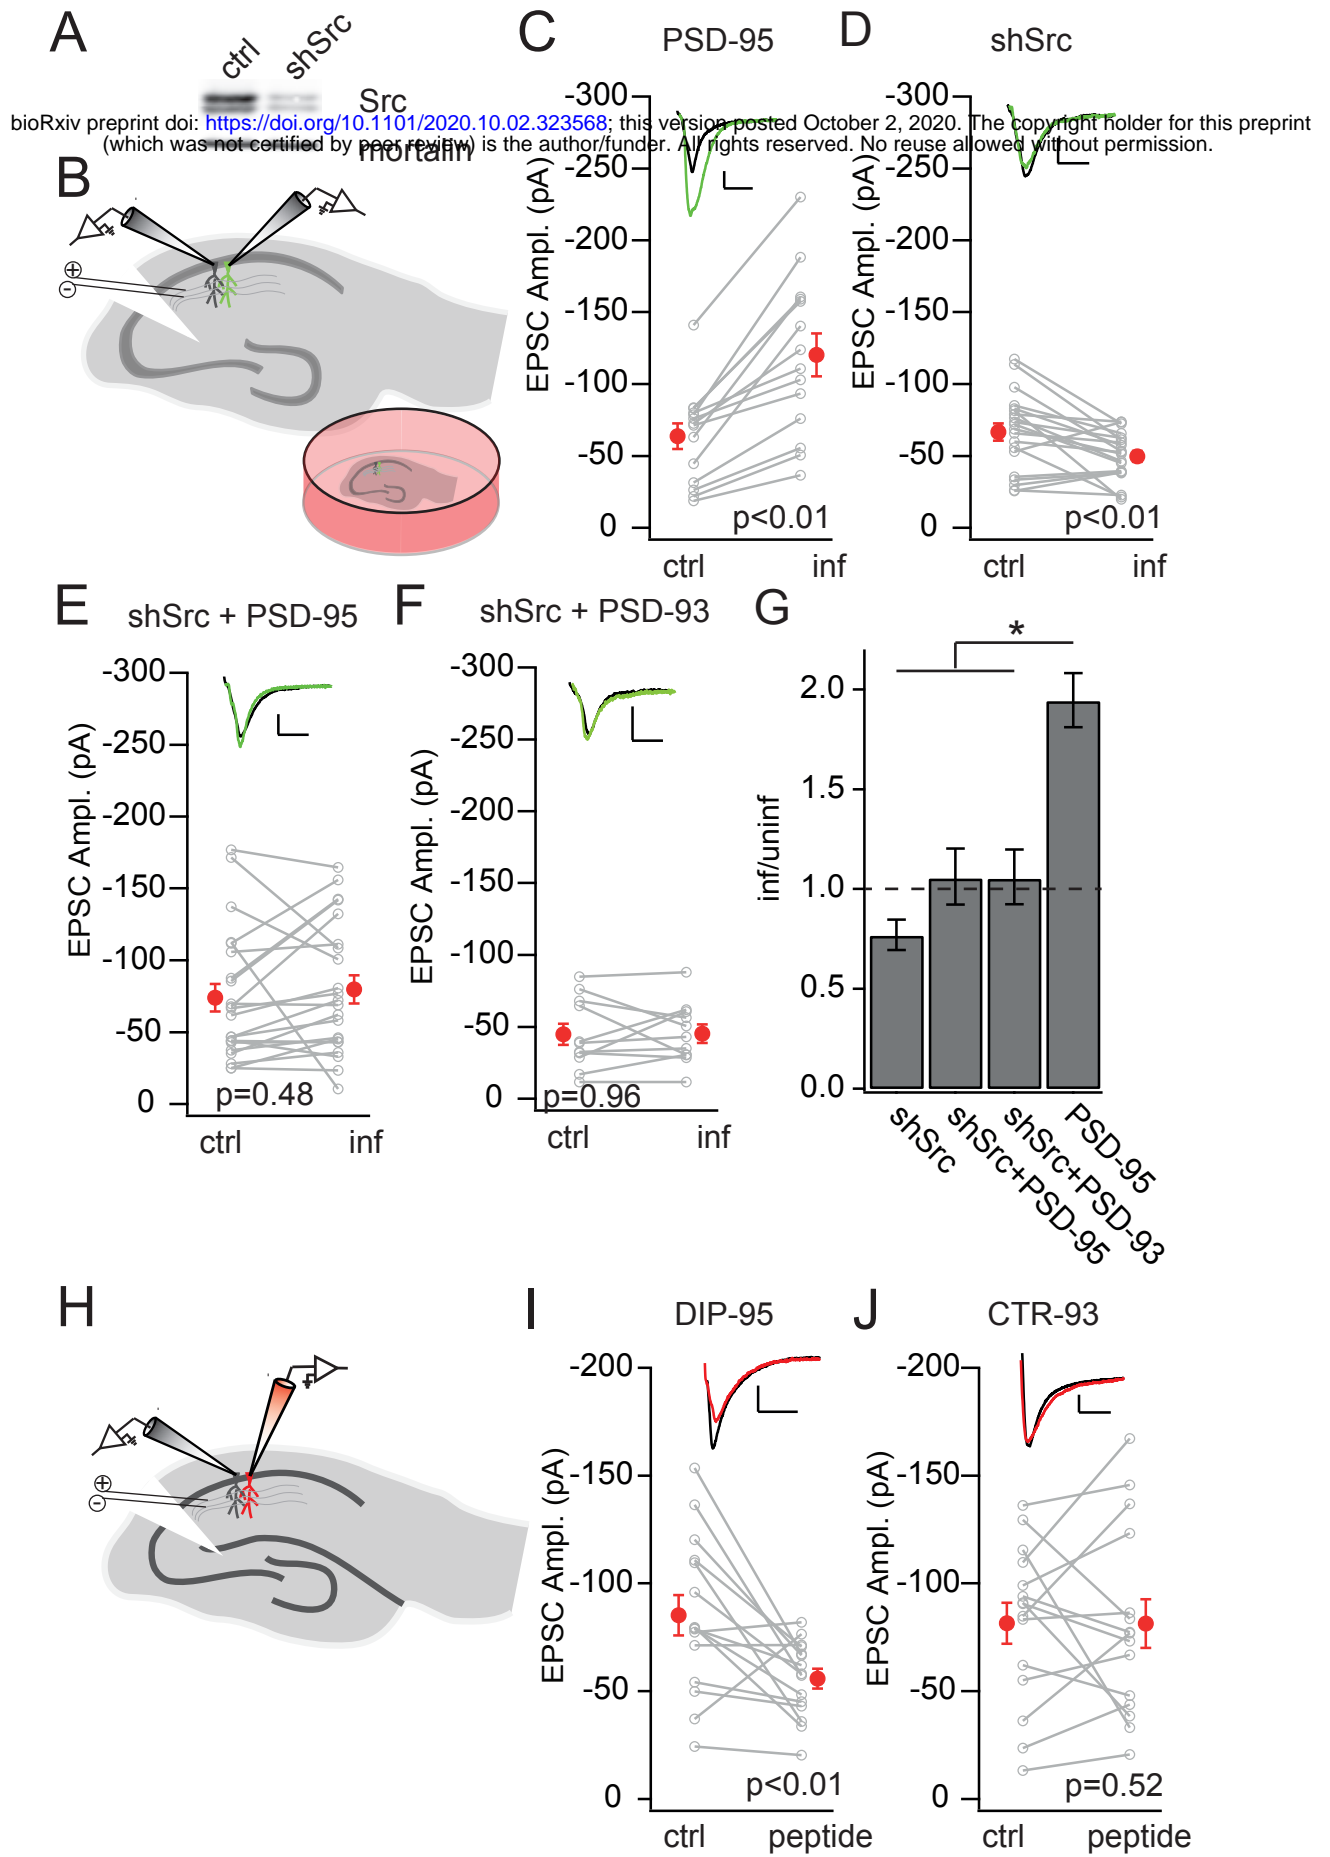 A
ctrl
shSrc
Src
mortalin
bioRxiv preprint doi: https://doi.org/10.1101/2020.10.02.323568; this version posted October 2, 2020. The copyright holder for this preprint
(which was not certified by peer review) is the author/funder. All rights reserved. No reuse allowed without permission.
B
+
-
C
PSD-95
EPSC Ampl. (pA)
-300
-250
-200
-150
-100
-50
0
p<0.01
ctrl
inf
D
shSrc
EPSC Ampl. (pA)
-300
-250
-200
-150
-100
-50
0
p<0.01
ctrl
inf
E
shSrc + PSD-95
EPSC Ampl. (pA)
-300
-250
-200
-150
-100
-50
0
p=0.48
ctrl
inf
F
shSrc + PSD-93
EPSC Ampl. (pA)
-300
-250
-200
-150
-100
-50
0
p=0.96
ctrl
inf
G
*
inf/uninf
2.0
1.5
1.0
0.5
0.0
shSrc
shSrc+PSD-95
shSrc+PSD-93
PSD-95
H
+
-
I
DIP-95
EPSC Ampl. (pA)
-200
-150
-100
-50
0
p<0.01
ctrl
peptide
J
CTR-93
EPSC Ampl. (pA)
-200
-150
-100
-50
0
p=0.52
ctrl
peptide